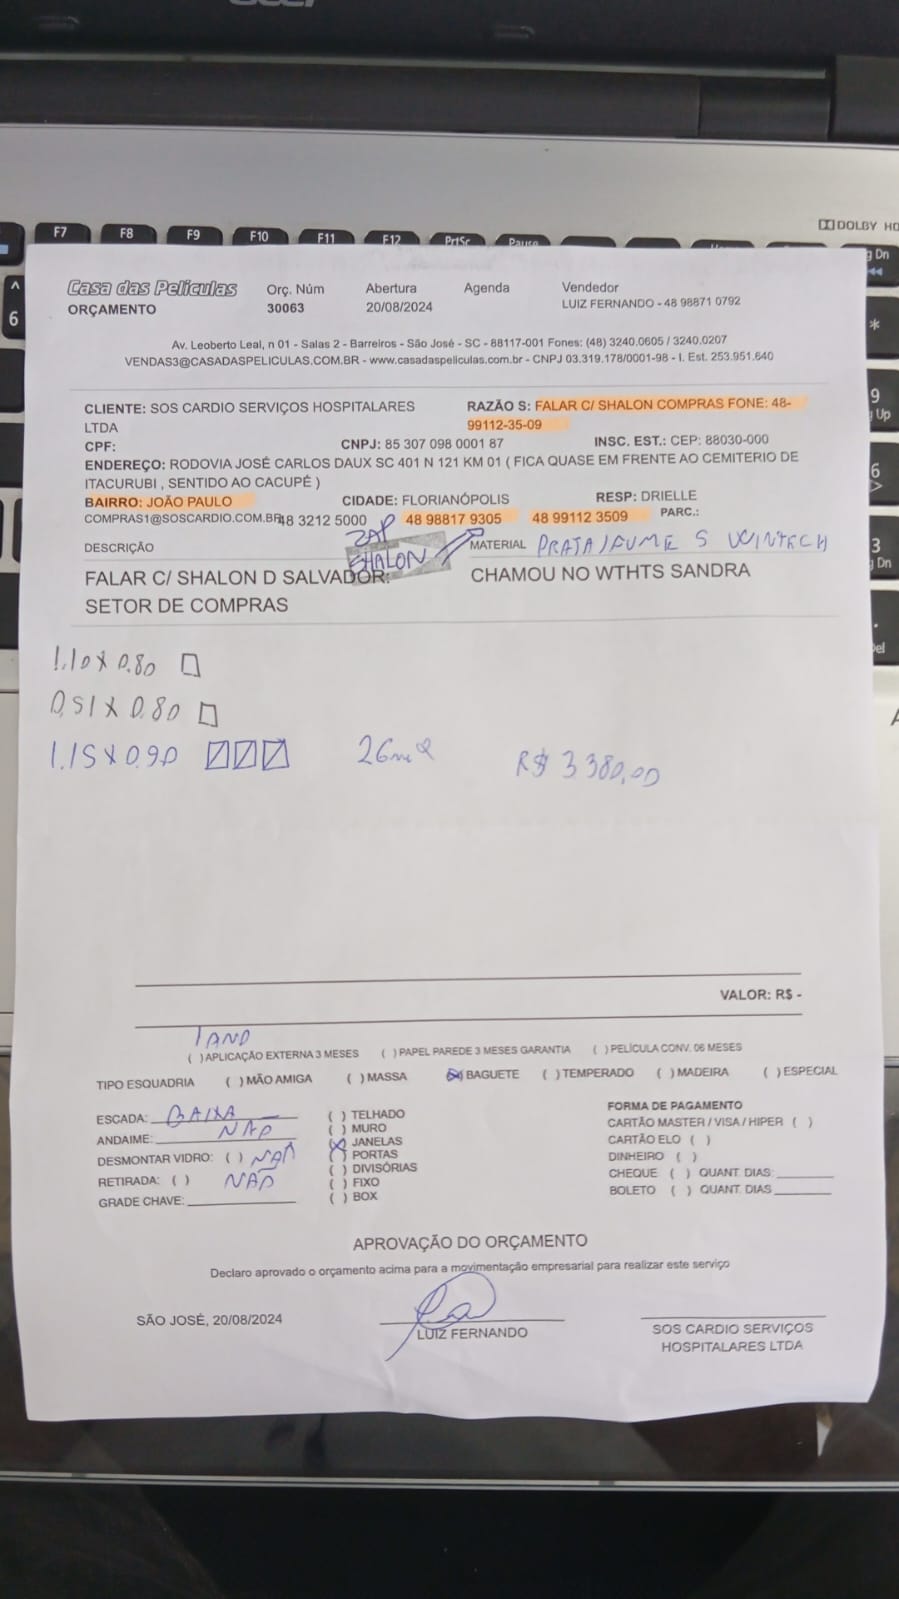 acer
DOLBY HO
F7 F8 F9 F10 F11 F12 PrtSc Pause
Casa das Películas
ORÇAMENTO
Orç. Núm
30063
Abertura
20/08/2024
Agenda
Vendedor
LUIZ FERNANDO - 48 98871 0792
Av. Leoberto Leal, n 01 - Salas 2 - Barreiros - São José - SC - 88117-001 Fones: (48) 3240.0605 / 3240.0207
VENDAS3@CASADASPELICULAS.COM.BR - www.casadaspeliculas.com.br - CNPJ 03.319.178/0001-98 - I. Est. 253.951.640
CLIENTE: SOS CARDIO SERVIÇOS HOSPITALARES LTDA
RAZÃO S: FALAR C/ SHALON COMPRAS FONE: 48-
99112-35-09
CPF:
CNPJ: 85 307 098 0001 87
INSC. EST.: CEP: 88030-000
ENDEREÇO: RODOVIA JOSÉ CARLOS DAUX SC 401 N 121 KM 01 ( FICA QUASE EM FRENTE AO CEMITERIO DE
ITACURUBI , SENTIDO AO CACUPÉ )
BAIRRO: JOÃO PAULO
CIDADE: FLORIANÓPOLIS
RESP: DRIELLE
COMPRAS1@SOSCARDIO.COM.BR
48 3212 5000
48 98817 9305
48 99112 3509
PARC.:
ZAP
SHALON
DESCRIÇÃO
MATERIAL PRATA/FUME 5 WINTECH
FALAR C/ SHALON D SALVADOR:
SETOR DE COMPRAS
CHAMOU NO WTHTS SANDRA
1.10 X 0.80
0,51 X 0.80
1.15 X 0.90 26m² R$ 3 380,00
VALOR: R$ -
1 ANO
( )APLICAÇÃO EXTERNA 3 MESES ( )PAPEL PAREDE 3 MESES GARANTIA ( )PELÍCULA CONV. 06 MESES
TIPO ESQUADRIA ( )MÃO AMIGA ( )MASSA (X)BAGUETE ( )TEMPERADO ( )MADEIRA ( )ESPECIAL
ESCADA: BAIXA
ANDAIME: NÃO
DESMONTAR VIDRO: ( ) NÃO
RETIRADA: ( ) NÃO
GRADE CHAVE:
( ) TELHADO
( ) MURO
(X) JANELAS
( ) PORTAS
( ) DIVISÓRIAS
( ) FIXO
( ) BOX
FORMA DE PAGAMENTO
CARTÃO MASTER / VISA / HIPER ( )
CARTÃO ELO ( )
DINHEIRO ( )
CHEQUE ( ) QUANT. DIAS:
BOLETO ( ) QUANT. DIAS
APROVAÇÃO DO ORÇAMENTO
Declaro aprovado o orçamento acima para a movimentação empresarial para realizar este serviço
SÃO JOSÉ, 20/08/2024
LUIZ FERNANDO
SOS CARDIO SERVIÇOS
HOSPITALARES LTDA